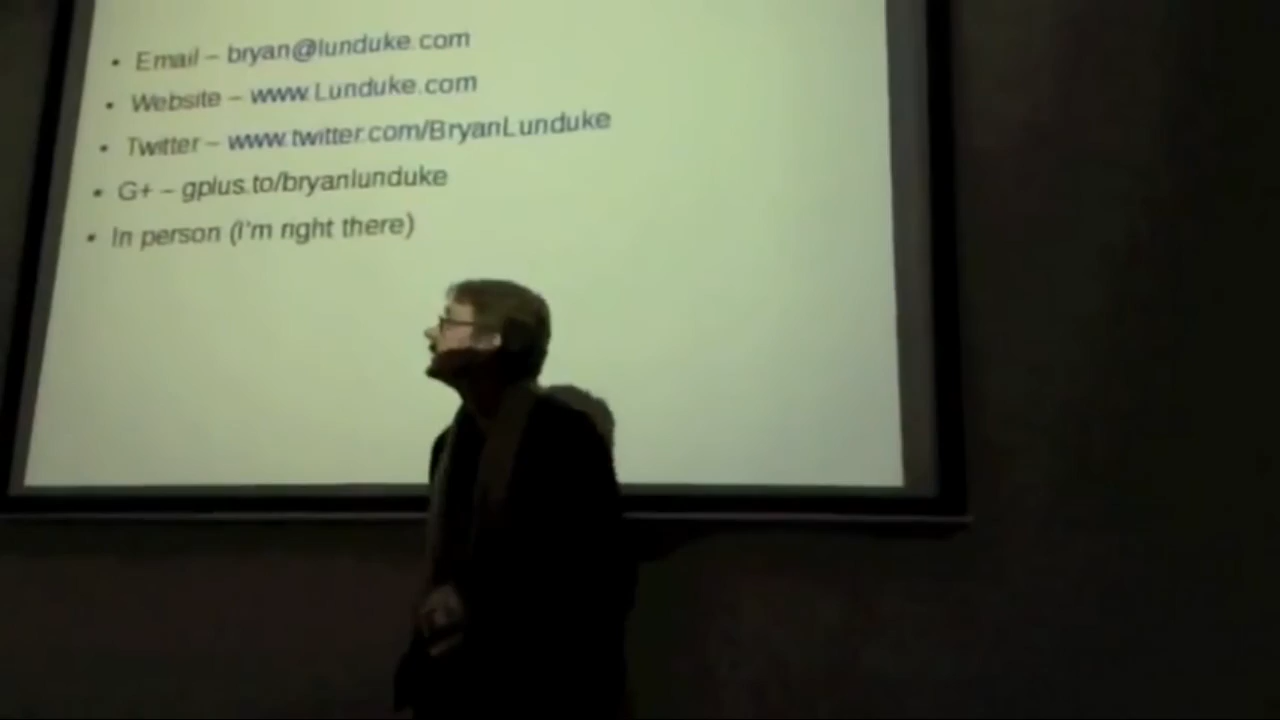 • Email – bryan@lunduke.com
• Website – www.Lunduke.com
• Twitter – www.twitter.com/BryanLunduke
• G+ – gplus.to/bryanlunduke
• In person (I'm right there)